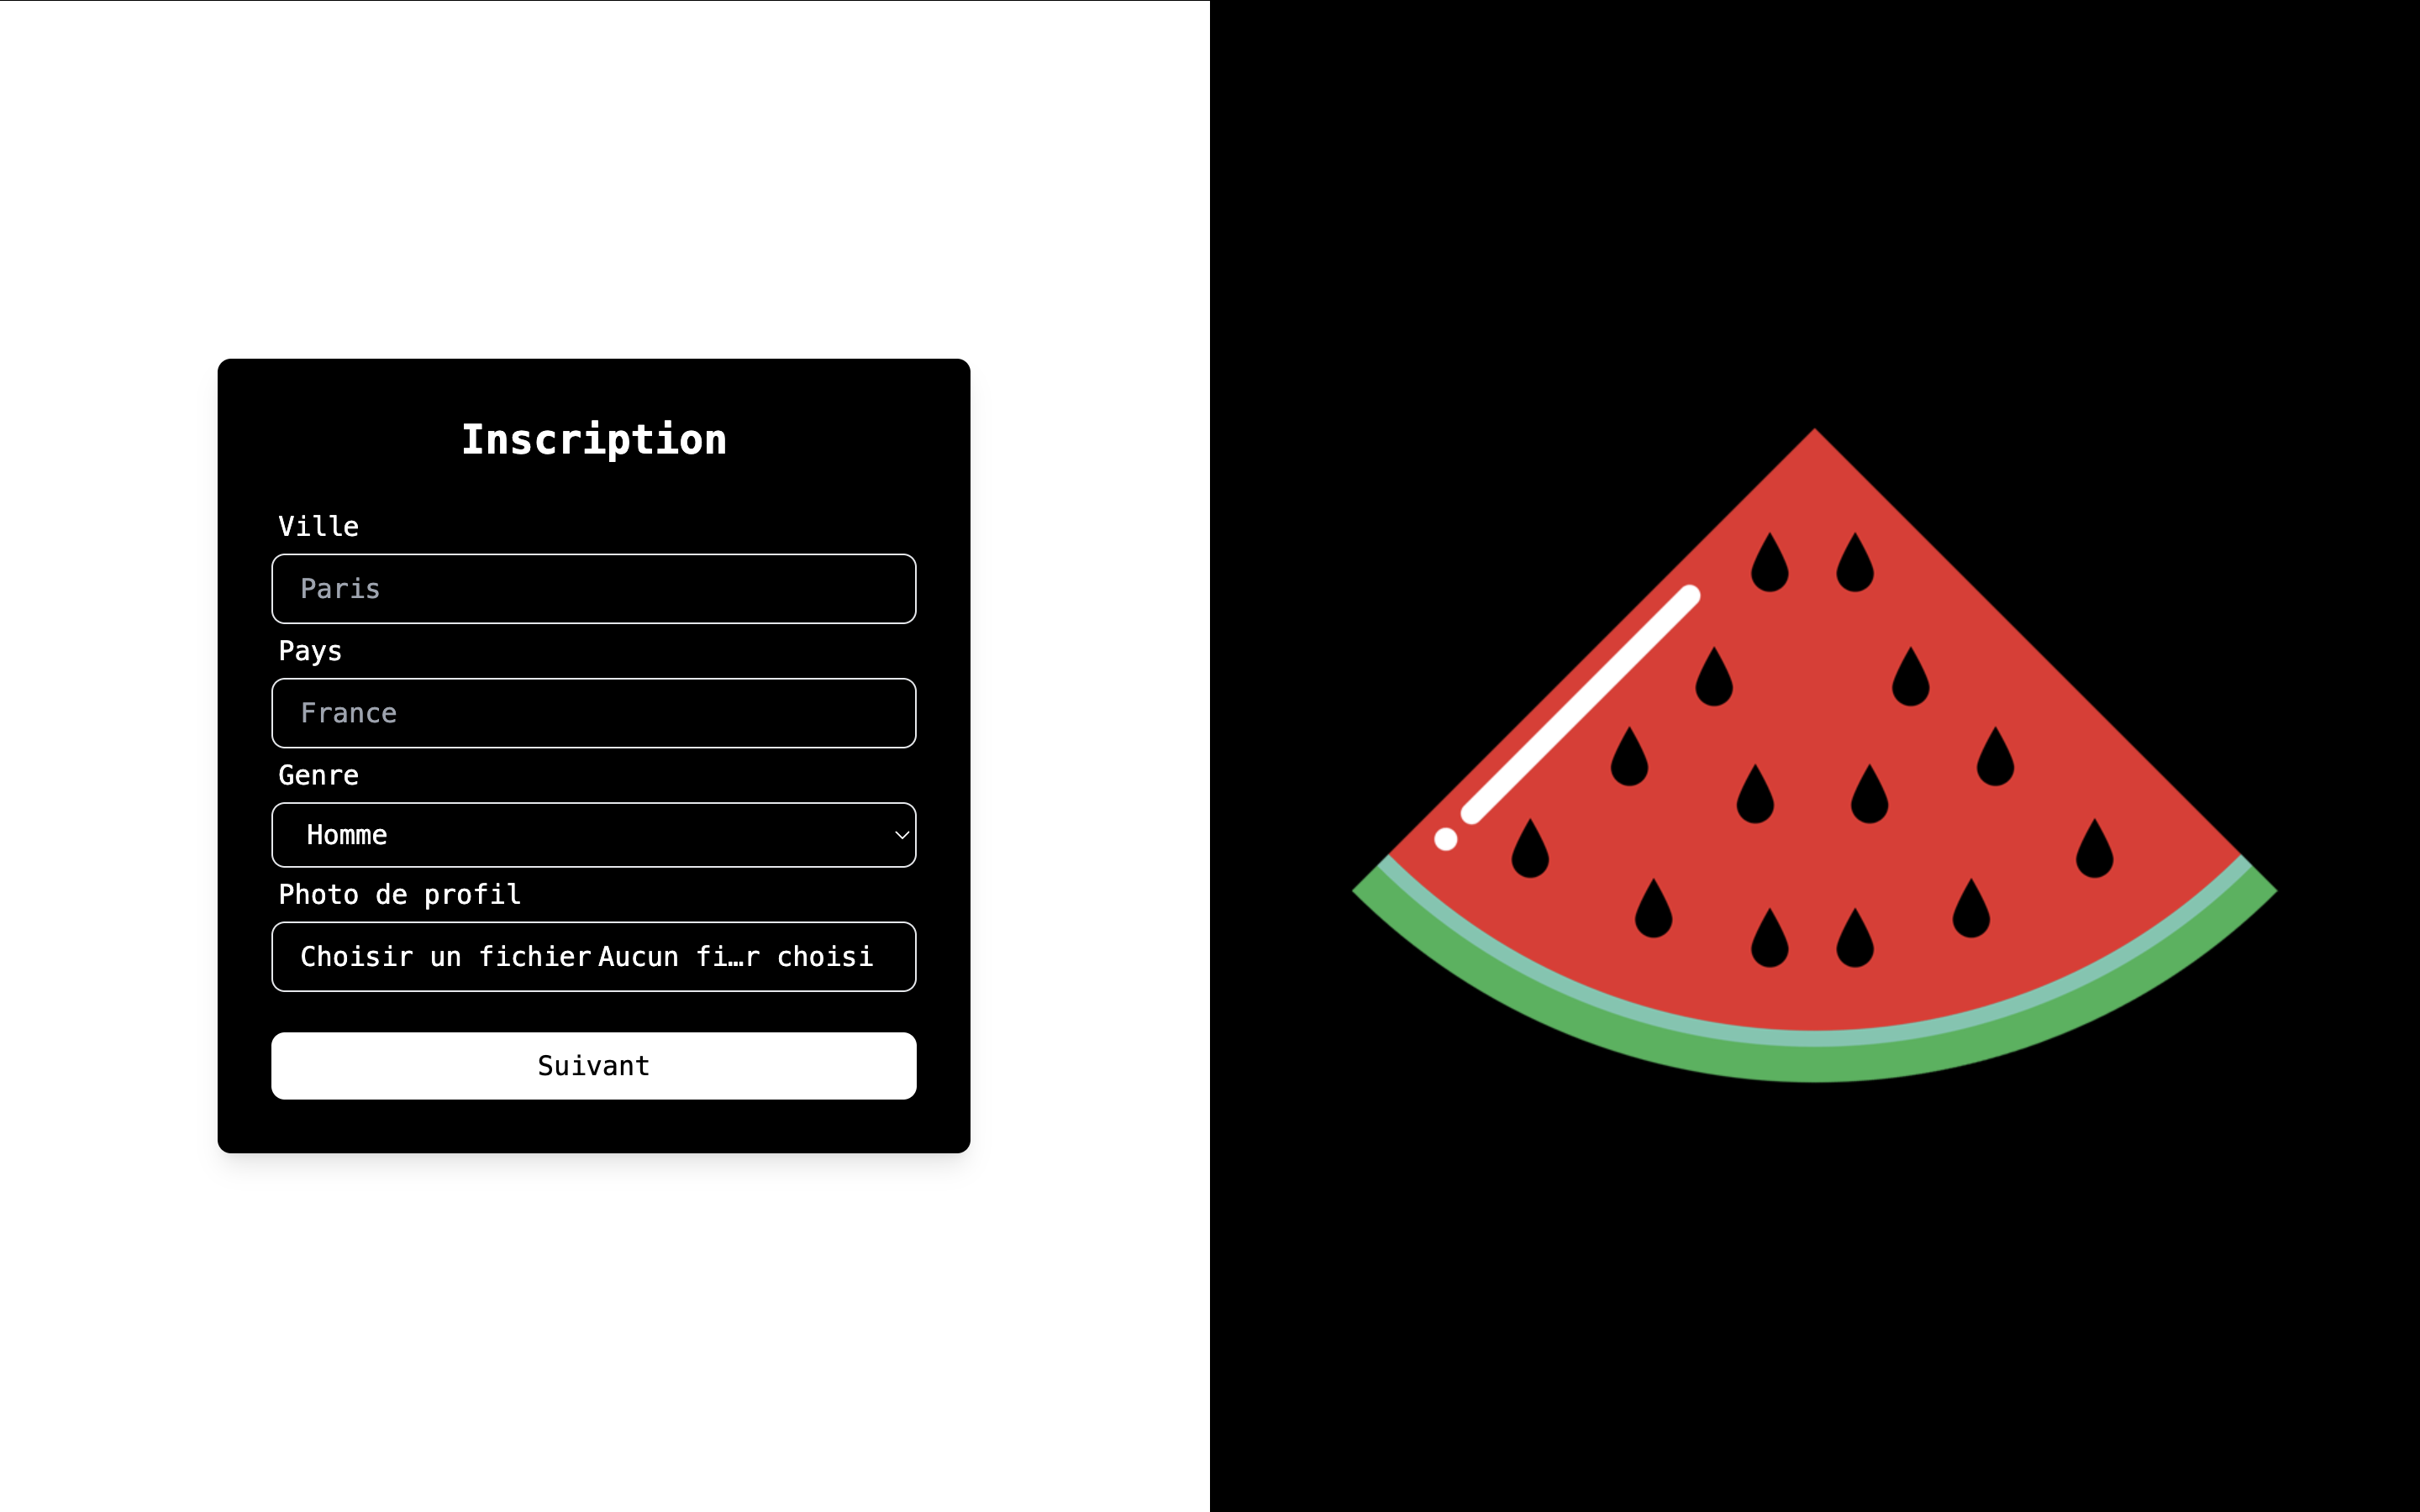 Inscription
Ville
Paris
Pays
France
Genre
Homme
Photo de profil
Choisir un fichier Aucun fi…r choisi
Suivant